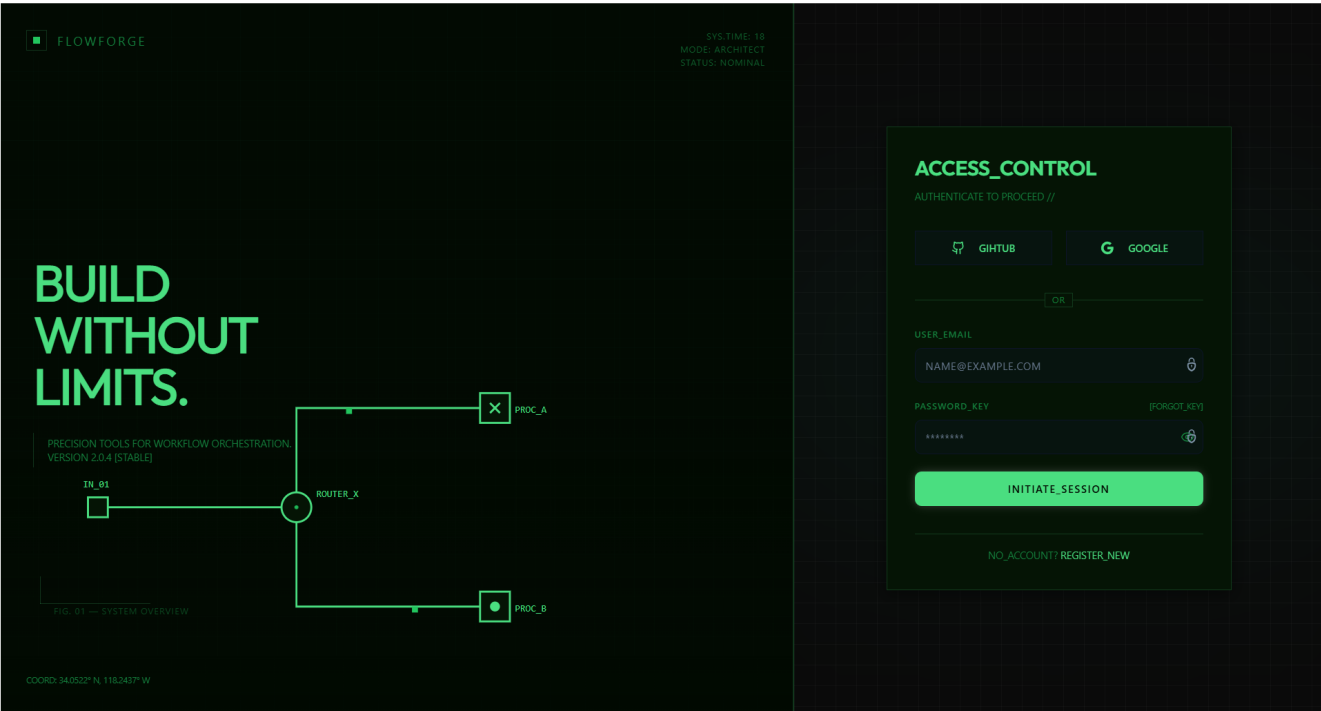 FLOWFORGE
SYS.TIME: 18
MODE: ARCHITECT
STATUS: NOMINAL
BUILD
WITHOUT
LIMITS.
PRECISION TOOLS FOR WORKFLOW ORCHESTRATION.
VERSION 2.0.4 [STABLE]
IN_01
ROUTER_X
PROC_A
PROC_B
FIG. 01 — SYSTEM OVERVIEW
COORD: 34.0522° N, 118.2437° W
ACCESS_CONTROL
AUTHENTICATE TO PROCEED //
GIHTUB
GOOGLE
OR
USER_EMAIL
NAME@EXAMPLE.COM
PASSWORD_KEY
[FORGOT_KEY]
********
INITIATE_SESSION
NO_ACCOUNT? REGISTER_NEW